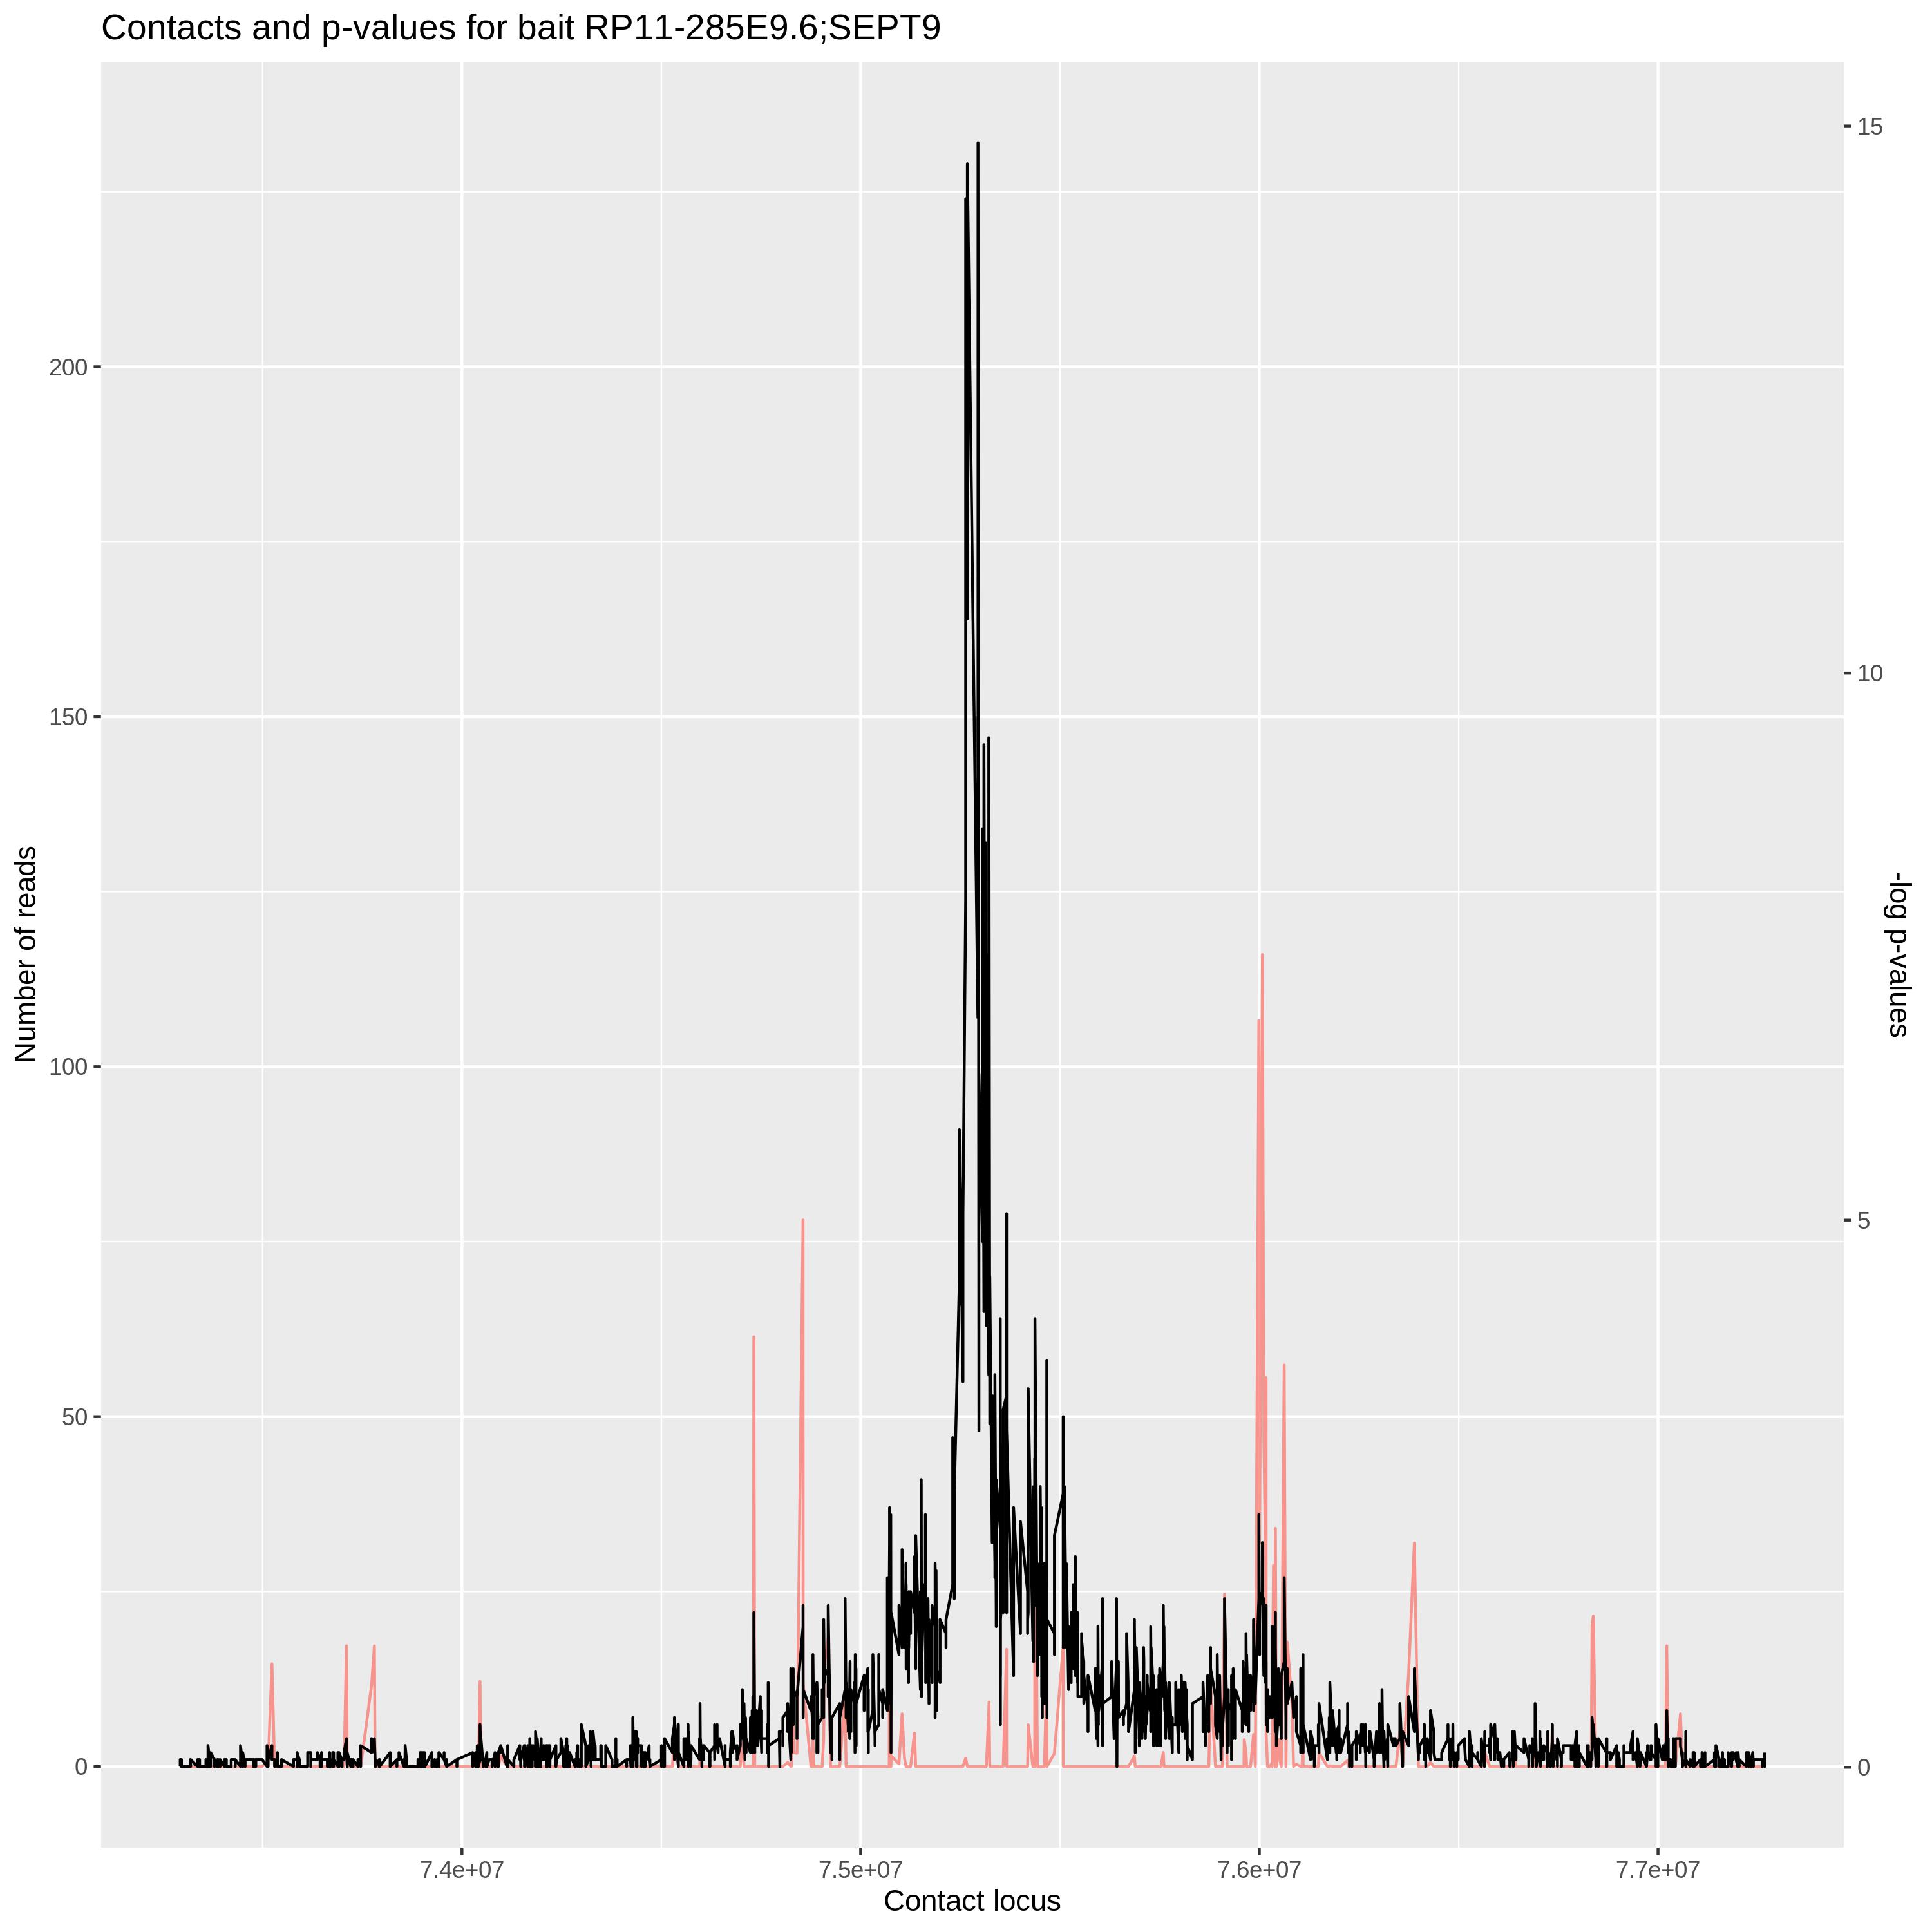 Contacts and p-values for bait RP11-285E9.6;SEPT9
Number of reads
200
150
100
50
0
15
10
5
0
-log p-values
7.4e+07 7.5e+07 7.6e+07 7.7e+07
Contact locus